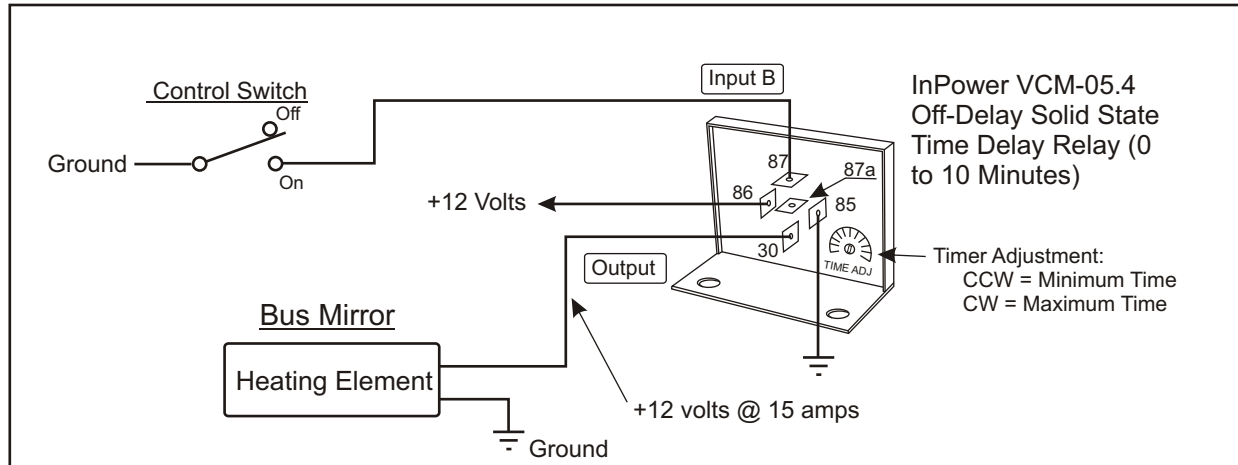 Control Switch
Off
Ground
On
Input B
InPower VCM-05.4
Off-Delay Solid State
Time Delay Relay (0
to 10 Minutes)
87
87a
86
85
+12 Volts
30
TIME ADJ
Output
Timer Adjustment:
CCW = Minimum Time
CW = Maximum Time
Bus Mirror
Heating Element
+12 volts @ 15 amps
Ground